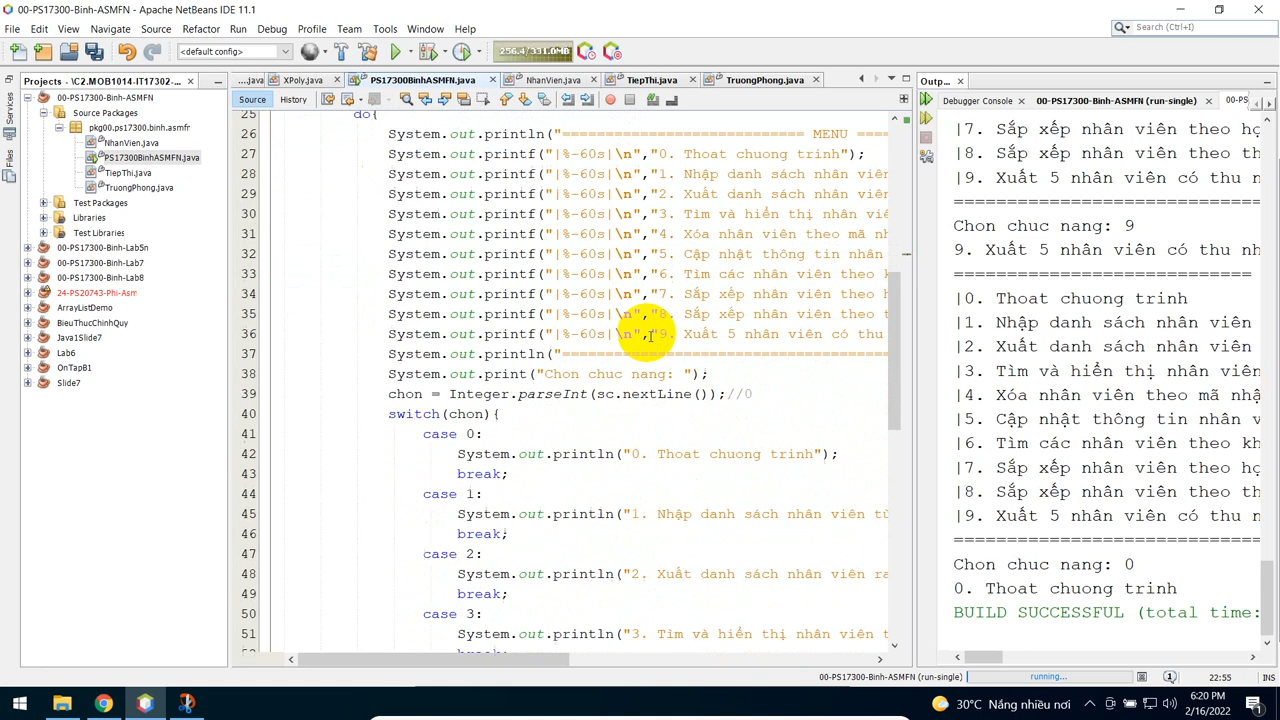 00-PS17300-Binh-ASMFN - Apache NetBeans IDE 11.1
File Edit View Navigate Source Refactor Run Debug Profile Team Tools Window Help
Search (Ctrl+I)
<default config>
256.4/331.0MB
Projects - \C2.MOB1014-IT17302-...
...java XPoly.java PS17300BinhASMFN.java NhanVien.java TiepThi.java TruongPhong.java
Outp...
Source History
Debugger Console 00-PS17300-Binh-ASMFN (run-single) 00-PS
Services
Files
00-PS17300-Binh-ASMFN
Source Packages
pkg00.ps17300.binh.asmfn
NhanVien.java
PS17300BinhASMFN.java
TiepThi.java
TruongPhong.java
Test Packages
Libraries
Test Libraries
00-PS17300-Binh-Lab5n
00-PS17300-Binh-Lab7
00-PS17300-Binh-Lab8
24-PS20743-Phi-Asm
ArrayListDemo
BieuThucChinhQuy
Java1Slide7
Lab6
OnTapB1
Slide7
25 do{
26 System.out.println("============================ MENU ===
27 System.out.printf("|%-60s|\n","0. Thoat chuong trinh");
28 System.out.printf("|%-60s|\n","1. Nhập danh sách nhân viên
29 System.out.printf("|%-60s|\n","2. Xuất danh sách nhân viên
30 System.out.printf("|%-60s|\n","3. Tìm và hiển thị nhân viê
31 System.out.printf("|%-60s|\n","4. Xóa nhân viên theo mã nh
32 System.out.printf("|%-60s|\n","5. Cập nhật thông tin nhân
33 System.out.printf("|%-60s|\n","6. Tìm các nhân viên theo k
34 System.out.printf("|%-60s|\n","7. Sắp xếp nhân viên theo h
35 System.out.printf("|%-60s|\n","8. Sắp xếp nhân viên theo t
36 System.out.printf("|%-60s|\n","9. Xuất 5 nhân viên có thu
37 System.out.println("======================================
38 System.out.print("Chon chuc nang: ");
39 chon = Integer.parseInt(sc.nextLine());//0
40 switch(chon){
41 case 0:
42 System.out.println("0. Thoat chuong trinh");
43 break;
44 case 1:
45 System.out.println("1. Nhập danh sách nhân viên từ
46 break;
47 case 2:
48 System.out.println("2. Xuất danh sách nhân viên ra
49 break;
50 case 3:
51 System.out.println("3. Tìm và hiển thị nhân viên t
|7. Sắp xếp nhân viên theo họ
|8. Sắp xếp nhân viên theo th
|9. Xuất 5 nhân viên có thu n
=============================
Chon chuc nang: 9
9. Xuất 5 nhân viên có thu nh
============================
|0. Thoat chuong trinh
|1. Nhập danh sách nhân viên
|2. Xuất danh sách nhân viên
|3. Tìm và hiển thị nhân viên
|4. Xóa nhân viên theo mã nhậ
|5. Cập nhật thông tin nhân v
|6. Tìm các nhân viên theo kh
|7. Sắp xếp nhân viên theo họ
|8. Sắp xếp nhân viên theo th
|9. Xuất 5 nhân viên có thu n
=============================
Chon chuc nang: 0
0. Thoat chuong trinh
BUILD SUCCESSFUL (total time:
00-PS17300-Binh-ASMFN (run-single) running... 1 22:55 INS
30°C Nắng nhiều nơi
6:20 PM
2/16/2022
1